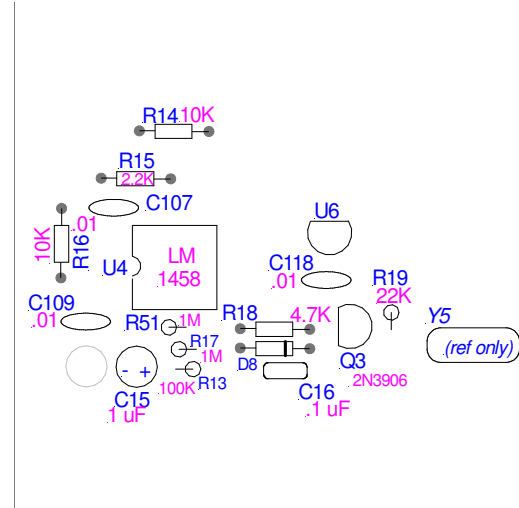 R14 10K
R15
2.2K
C107
.01
10K
R16
U4
LM
1458
U6
C118
.01
R19
22K
C109
.01
R51
.1M
R17
1M
R13
100K
R18
4.7K
D8
C16
.1 uF
Q3
2N3906
Y5
(ref only)
- +
C15
1 uF